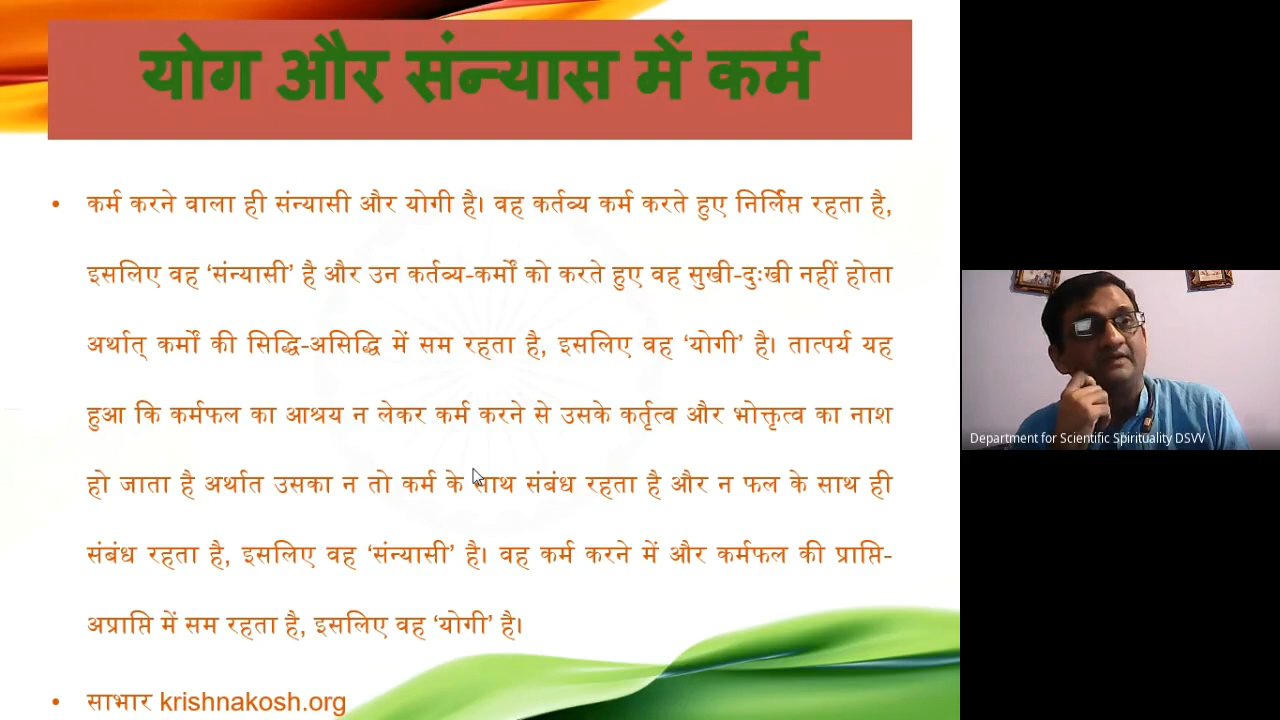 योग और संन्यास में कर्म
• कर्म करने वाला ही संन्यासी और योगी है। वह कर्तव्य कर्म करते हुए निर्लिप्त रहता है,
इसलिए वह ‘संन्यासी’ है और उन कर्तव्य-कर्मों को करते हुए वह सुखी-दुःखी नहीं होता
अर्थात् कर्मों की सिद्धि-असिद्धि में सम रहता है, इसलिए वह ‘योगी’ है। तात्पर्य यह
हुआ कि कर्मफल का आश्रय न लेकर कर्म करने से उसके कर्तृत्व और भोक्तृत्व का नाश
हो जाता है अर्थात उसका न तो कर्म के साथ संबंध रहता है और न फल के साथ ही
संबंध रहता है, इसलिए वह ‘संन्यासी’ है। वह कर्म करने में और कर्मफल की प्राप्ति-
अप्राप्ति में सम रहता है, इसलिए वह ‘योगी’ है।
• साभार krishnakosh.org
Department for Scientific Spirituality DSVV